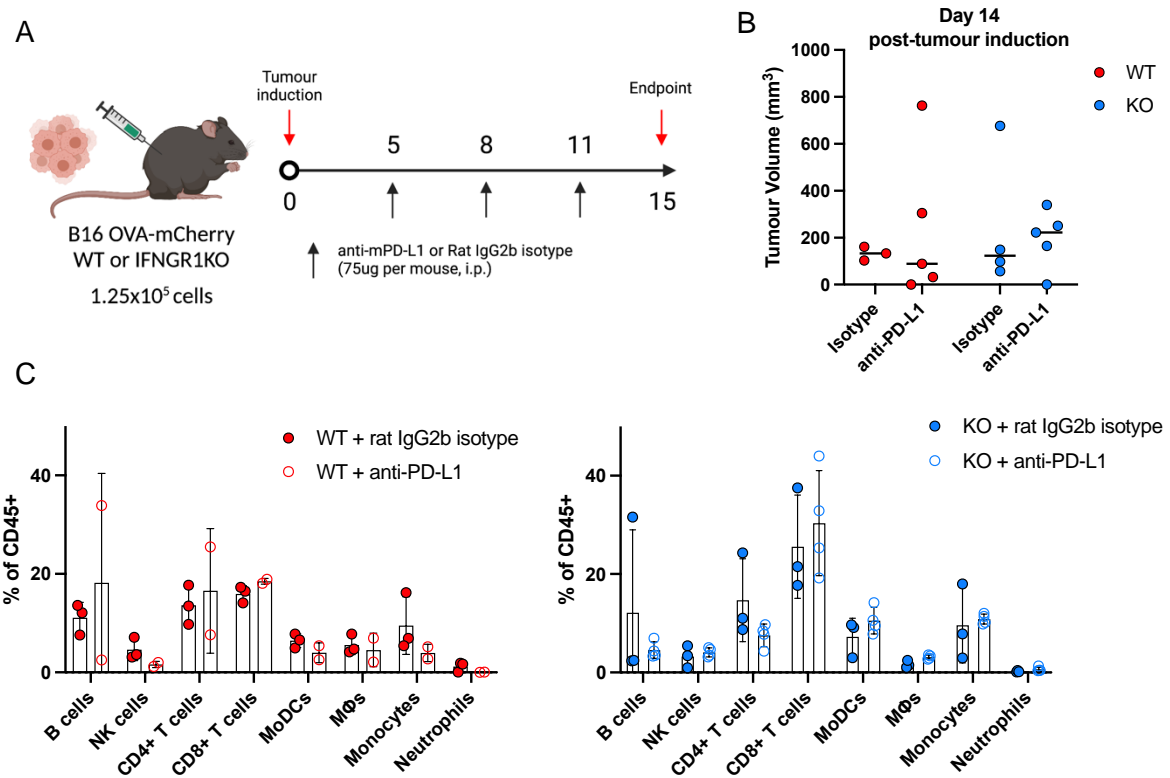 A
Tumour
induction
Endpoint
5
8
11
0
15
B16 OVA-mCherry
WT or IFNGR1KO
1.25x10⁵ cells
anti-mPD-L1 or Rat IgG2b isotype
(75ug per mouse, i.p.)
B
Day 14
post-tumour induction
Tumour Volume (mm³)
1000
800
600
400
200
0
Isotype
anti-PD-L1
Isotype
anti-PD-L1
WT
KO
C
% of CD45+
40
20
0
WT + rat IgG2b isotype
WT + anti-PD-L1
B cells
NK cells
CD4+ T cells
CD8+ T cells
MoDCs
MΦs
Monocytes
Neutrophils
% of CD45+
40
20
0
KO + rat IgG2b isotype
KO + anti-PD-L1
B cells
NK cells
CD4+ T cells
CD8+ T cells
MoDCs
MΦs
Monocytes
Neutrophils